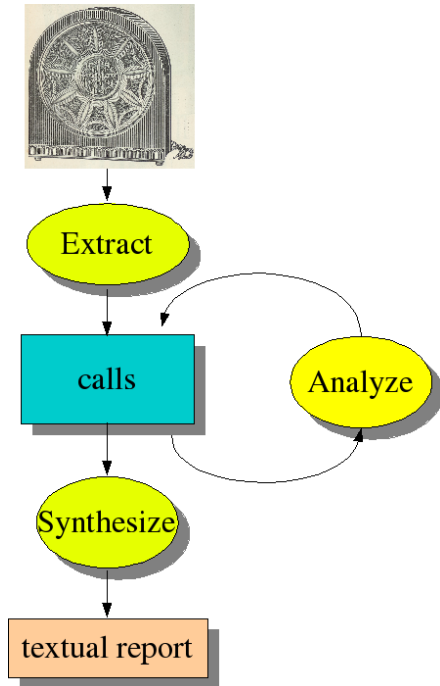 Extract
calls
Analyze
Synthesize
textual report